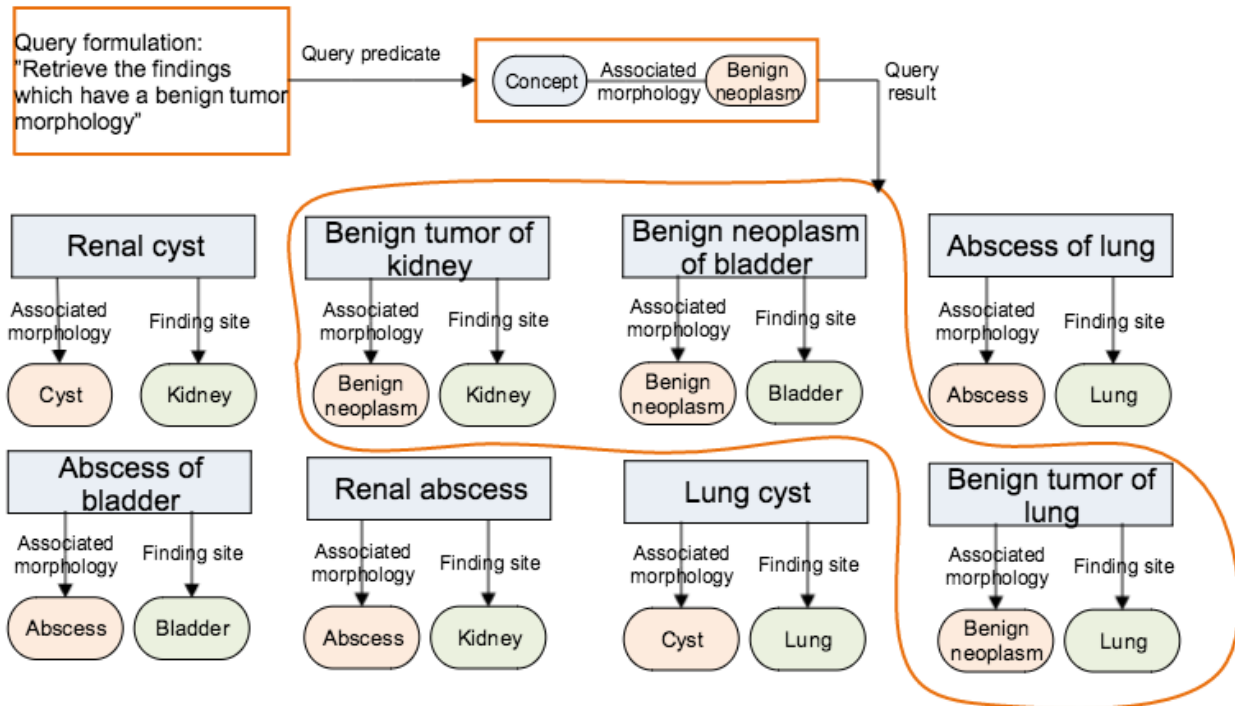 Query formulation:
"Retrieve the findings
which have a benign tumor
morphology"
Query predicate
Concept
Associated
morphology
Benign
neoplasm
Query
result
Renal cyst
Associated
morphology
Finding site
Cyst
Kidney
Benign tumor of
kidney
Associated
morphology
Finding site
Benign
neoplasm
Kidney
Benign neoplasm
of bladder
Associated
morphology
Finding site
Benign
neoplasm
Bladder
Abscess of lung
Associated
morphology
Finding site
Abscess
Lung
Abscess of
bladder
Associated
morphology
Finding site
Abscess
Bladder
Renal abscess
Associated
morphology
Finding site
Abscess
Kidney
Lung cyst
Associated
morphology
Finding site
Cyst
Lung
Benign tumor of
lung
Associated
morphology
Finding site
Benign
neoplasm
Lung